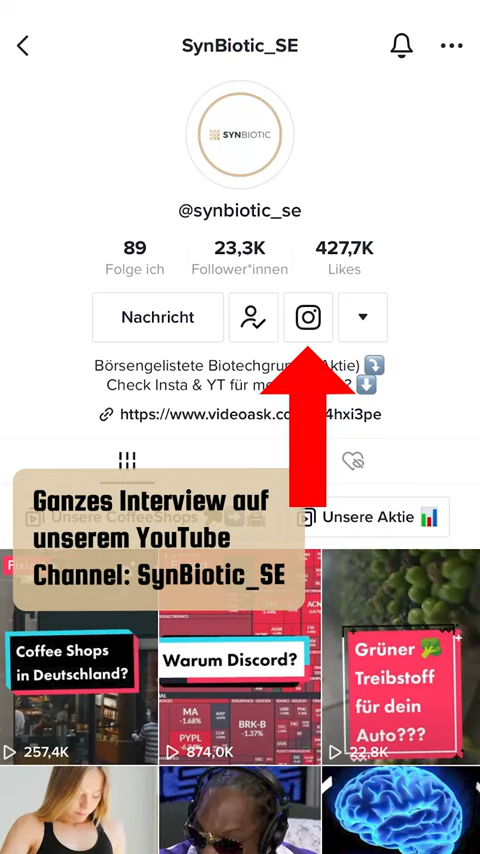 SynBiotic_SE
SYNBIOTIC
@synbiotic_se
89
23,3K
427,7K
Folge ich
Follower*innen
Likes
Nachricht
Börsengelistete Biotechgru Aktie) ⤵️
Check Insta & YT für me ? ⬇️
https://www.videoask.co 4hxi3pe
Unsere CoffeeShops
Unsere Aktie 📊
Ganzes Interview auf
unserem YouTube
Channel: SynBiotic_SE
Coffee Shops
in Deutschland?
257,4K
Warum Discord?
MA
-1.68%
PYPL
BRK-B
-1.37%
874,0K
Grüner 🥦
Treibstoff
für dein
Auto???
22,8K